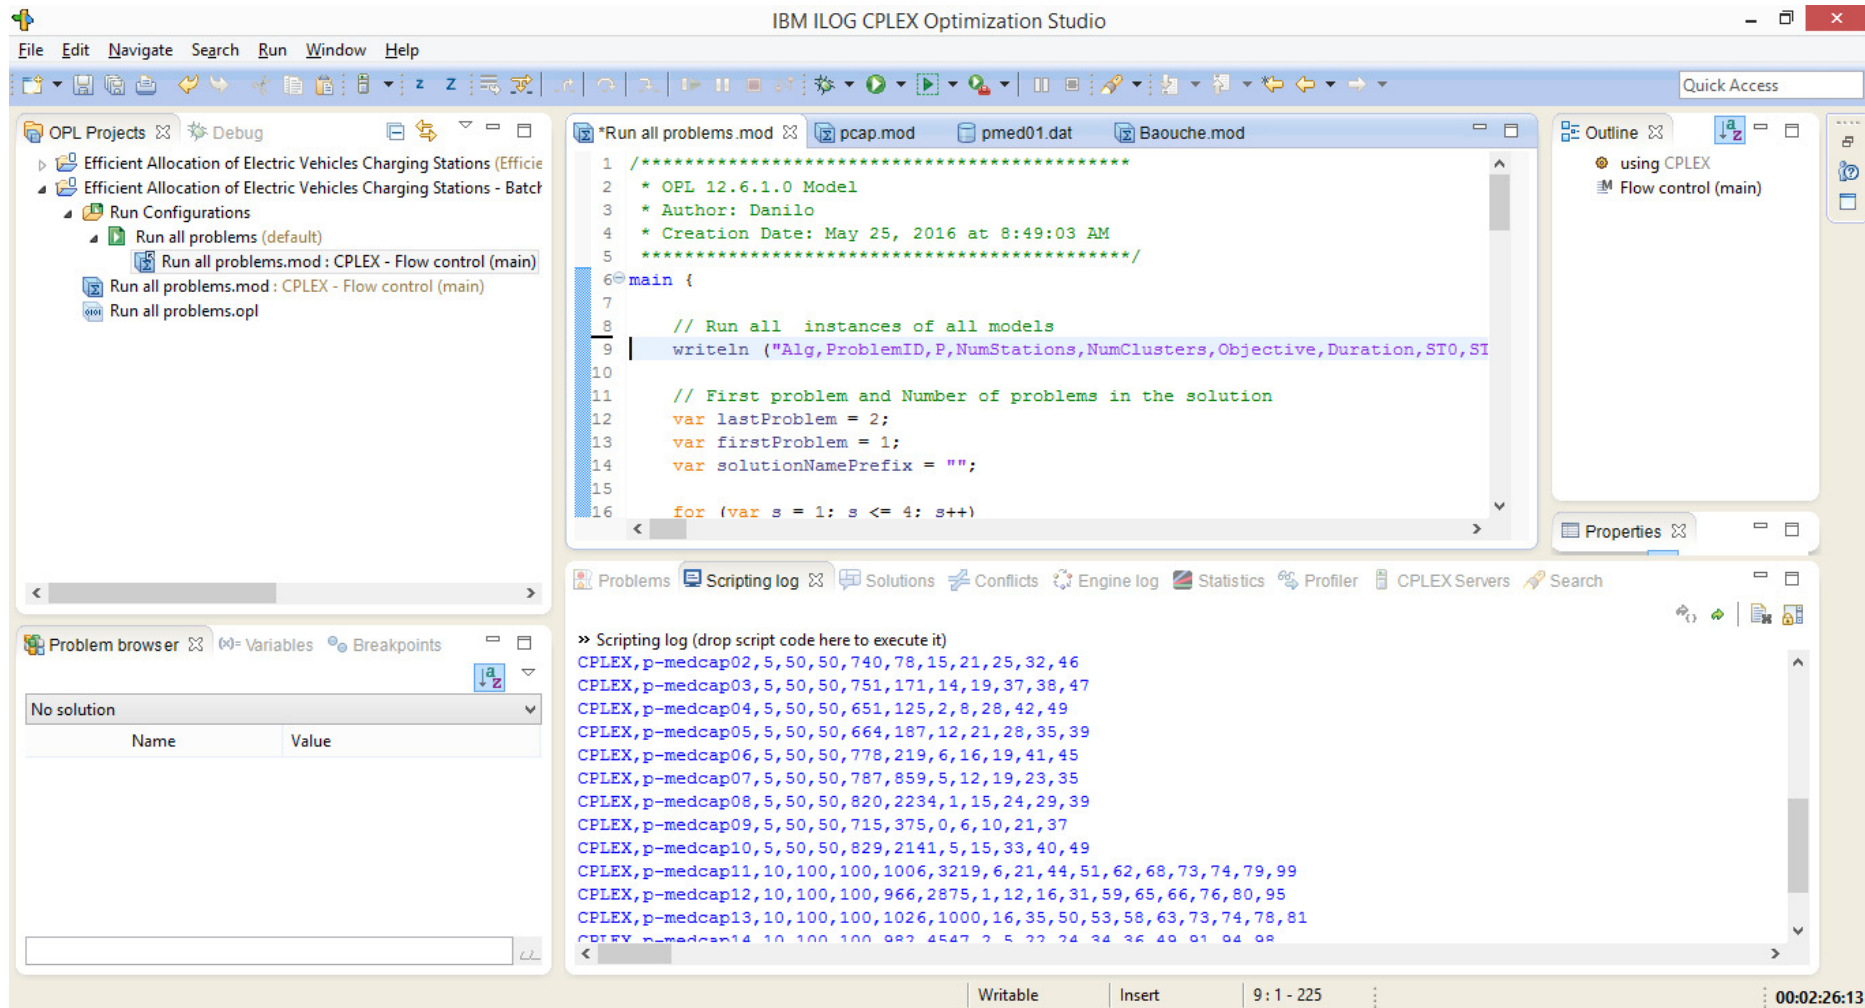 IBM ILOG CPLEX Optimization Studio
File Edit Navigate Search Run Window Help
Quick Access
OPL Projects Debug
Efficient Allocation of Electric Vehicles Charging Stations (Efficie
Efficient Allocation of Electric Vehicles Charging Stations - Batch
Run Configurations
Run all problems (default)
Run all problems.mod : CPLEX - Flow control (main)
Run all problems.mod : CPLEX - Flow control (main)
Run all problems.opl
*Run all problems.mod pcap.mod pmed01.dat Baouche.mod
1 /*********************************************
2 * OPL 12.6.1.0 Model
3 * Author: Danilo
4 * Creation Date: May 25, 2016 at 8:49:03 AM
5 *********************************************/
6 main {
7
8 // Run all  instances of all models
9 writeln ("Alg,ProblemID,P,NumStations,NumClusters,Objective,Duration,ST0,ST
10
11 // First problem and Number of problems in the solution
12 var lastProblem = 2;
13 var firstProblem = 1;
14 var solutionNamePrefix = "";
15
16 for (var s = 1; s <= 4; s++)
Outline
using CPLEX
Flow control (main)
Properties
Problem browser (x)= Variables Breakpoints
No solution
Name Value
Problems Scripting log Solutions Conflicts Engine log Statistics Profiler CPLEX Servers Search
» Scripting log (drop script code here to execute it)
CPLEX,p-medcap02,5,50,50,740,78,15,21,25,32,46
CPLEX,p-medcap03,5,50,50,751,171,14,19,37,38,47
CPLEX,p-medcap04,5,50,50,651,125,2,8,28,42,49
CPLEX,p-medcap05,5,50,50,664,187,12,21,28,35,39
CPLEX,p-medcap06,5,50,50,778,219,6,16,19,41,45
CPLEX,p-medcap07,5,50,50,787,859,5,12,19,23,35
CPLEX,p-medcap08,5,50,50,820,2234,1,15,24,29,39
CPLEX,p-medcap09,5,50,50,715,375,0,6,10,21,37
CPLEX,p-medcap10,5,50,50,829,2141,5,15,33,40,49
CPLEX,p-medcap11,10,100,100,1006,3219,6,21,44,51,62,68,73,74,79,99
CPLEX,p-medcap12,10,100,100,966,2875,1,12,16,31,59,65,66,76,80,95
CPLEX,p-medcap13,10,100,100,1026,1000,16,35,50,53,58,63,73,74,78,81
CPLEX,p-medcap14,10,100,100,982,4547,2,5,22,24,34,36,49,91,94,98
Writable Insert 9 : 1 - 225 00:02:26:13